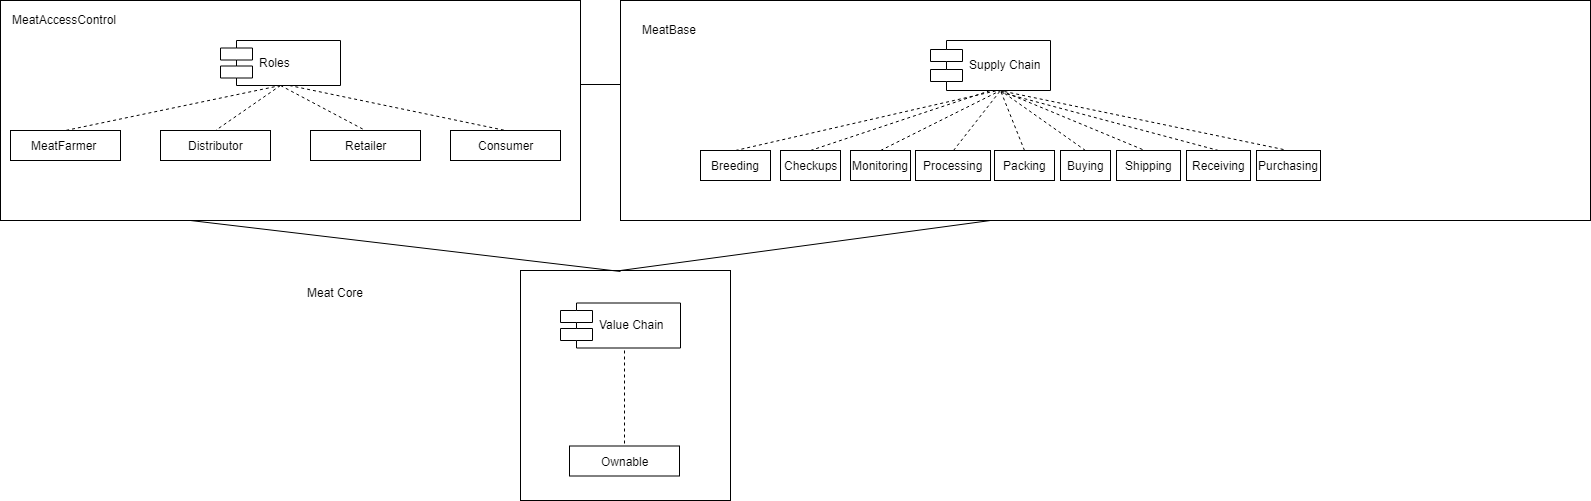 MeatAccessControl
Roles
MeatFarmer
Distributor
Retailer
Consumer
MeatBase
Supply Chain
Breeding
Checkups
Monitoring
Processing
Packing
Buying
Shipping
Receiving
Purchasing
Meat Core
Value Chain
Ownable